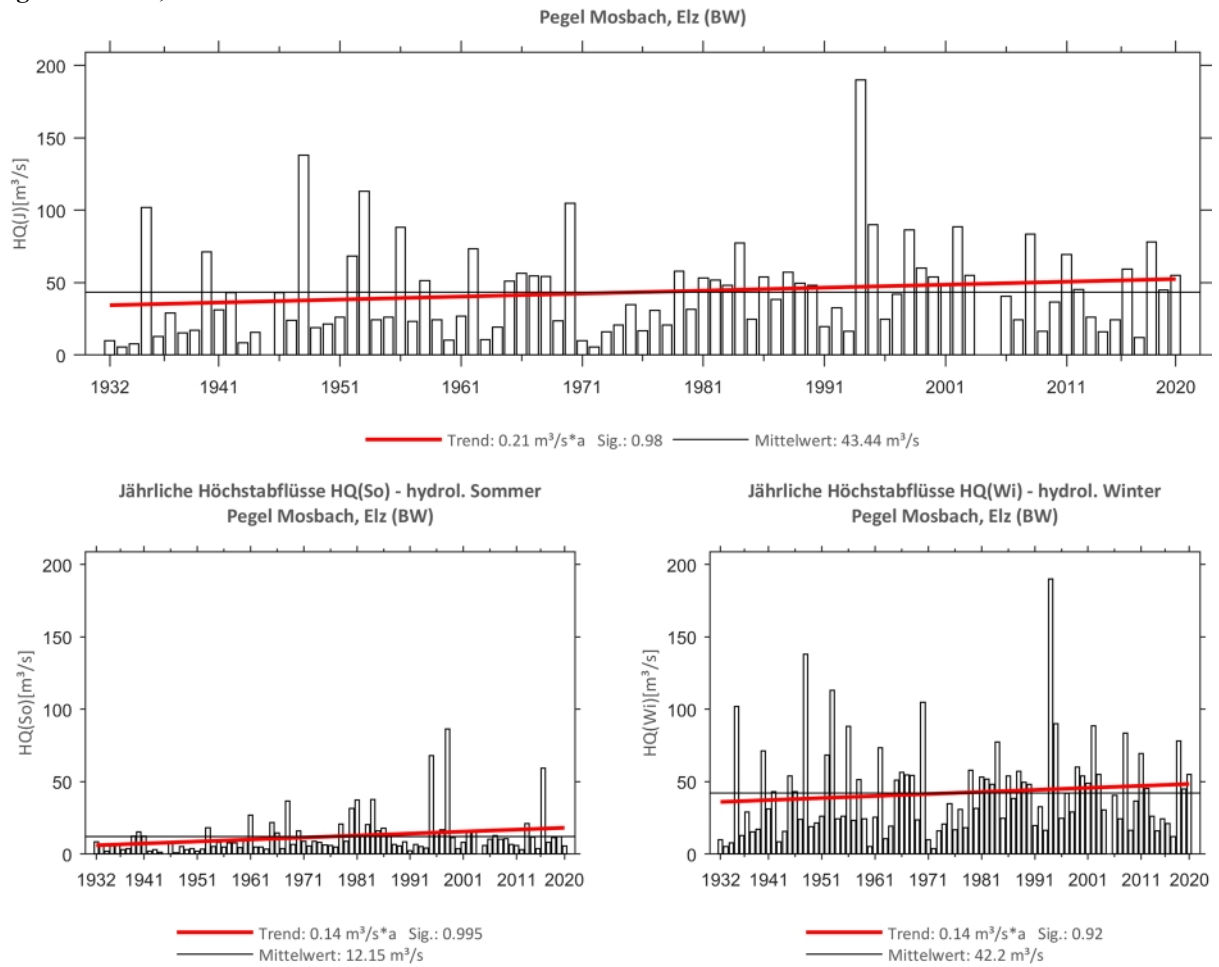 Pegel Mosbach, Elz (BW)
HQ(J)[m³/s]
200
150
100
50
0
1932 1941 1951 1961 1971 1981 1991 2001 2011 2020
Trend: 0.21 m³/s*a Sig.: 0.98 Mittelwert: 43.44 m³/s
Jährliche Höchstabflüsse HQ(So) - hydrol. Sommer
Pegel Mosbach, Elz (BW)
HQ(So)[m³/s]
200
150
100
50
0
1932 1941 1951 1961 1971 1981 1991 2001 2011 2020
Trend: 0.14 m³/s*a Sig.: 0.995
Mittelwert: 12.15 m³/s
Jährliche Höchstabflüsse HQ(Wi) - hydrol. Winter
Pegel Mosbach, Elz (BW)
HQ(Wi)[m³/s]
200
150
100
50
0
1932 1941 1951 1961 1971 1981 1991 2001 2011 2020
Trend: 0.14 m³/s*a Sig.: 0.92
Mittelwert: 42.2 m³/s